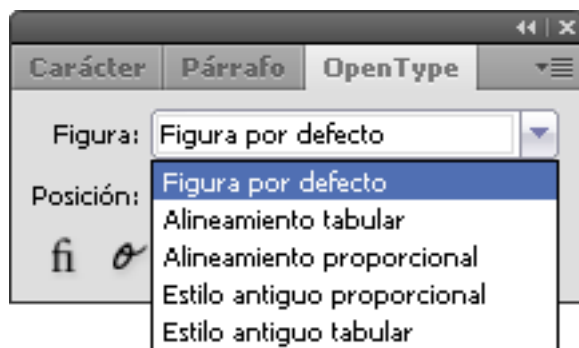 Carácter Párrafo OpenType
Figura: Figura por defecto
Posición: Figura por defecto
Alineamiento tabular
fi Alineamiento proporcional
Estilo antiguo proporcional
Estilo antiguo tabular